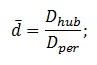 d̄ = D_hub / D_per;